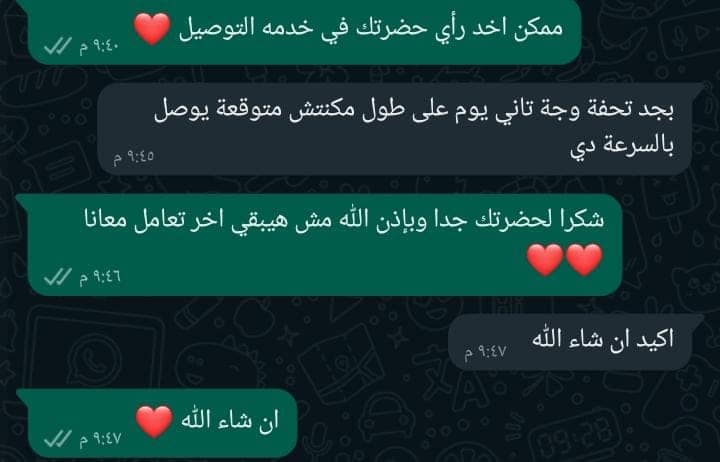 ممكن اخد رأي حضرتك في خدمه التوصيل ❤️
٩:٤٠ م
بجد تحفة وجة تاني يوم على طول مكنتش متوقعة يوصل
بالسرعة دي
٩:٤٥ م
شكرا لحضرتك جدا وبإذن الله مش هيبقي اخر تعامل معانا
❤️❤️
٩:٤٦ م
اكيد ان شاء الله
٩:٤٧ م
ان شاء الله ❤️
٩:٤٧ م